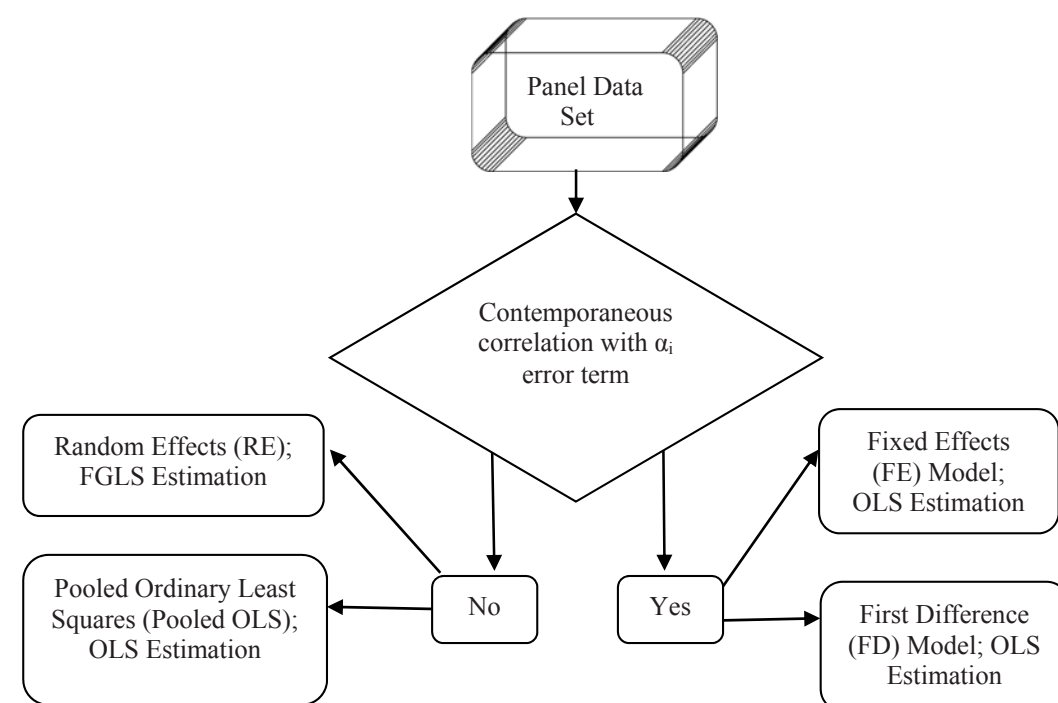 Panel Data
Set
Contemporaneous
correlation with αi
error term
Random Effects (RE);
FGLS Estimation
Fixed Effects
(FE) Model;
OLS Estimation
Pooled Ordinary Least
Squares (Pooled OLS);
OLS Estimation
No
Yes
First Difference
(FD) Model; OLS
Estimation